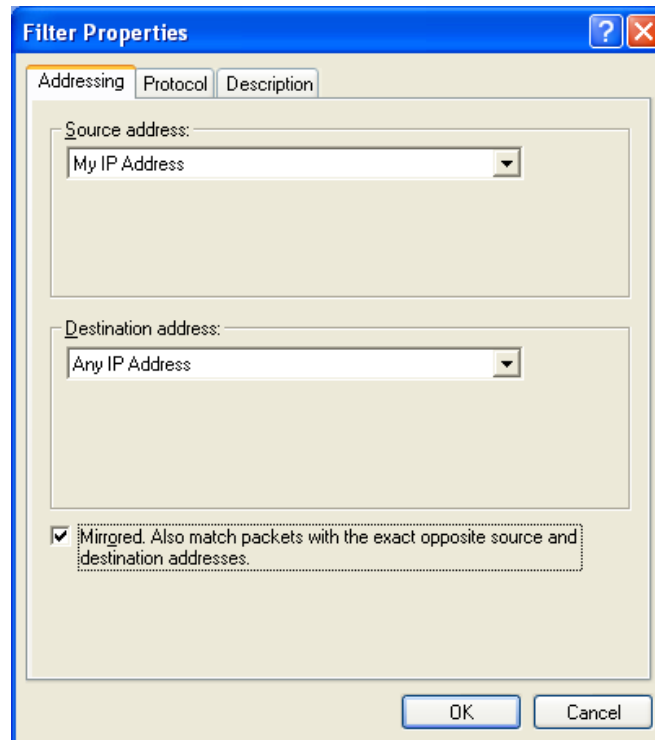 Filter Properties
Addressing Protocol Description
Source address:
My IP Address
Destination address:
Any IP Address
Mirrored. Also match packets with the exact opposite source and
destination addresses.
OK Cancel